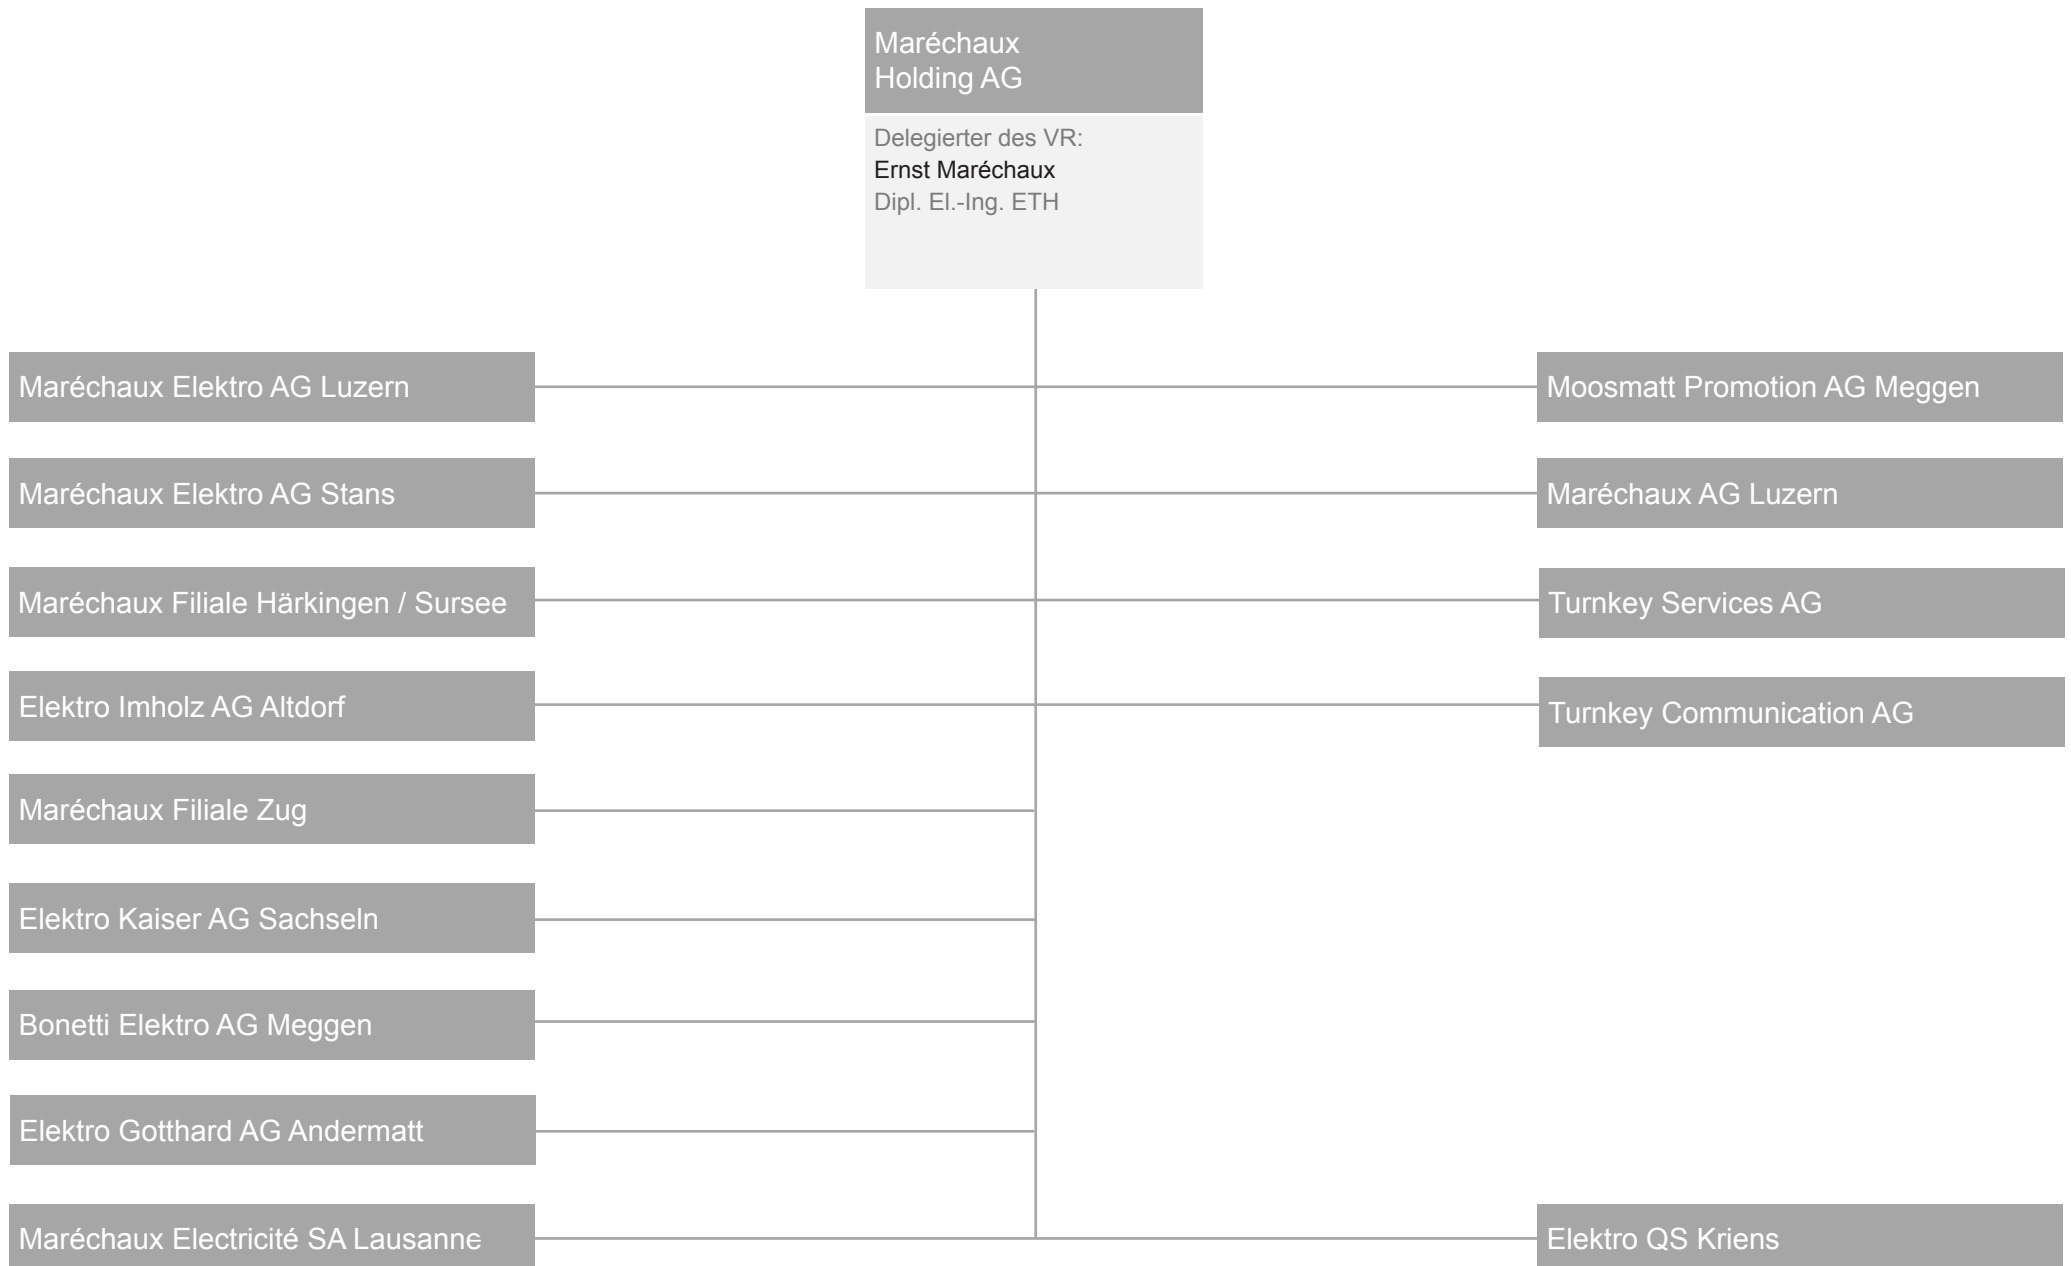 Maréchaux
Holding AG
Delegierter des VR:
Ernst Maréchaux
Dipl. El.-Ing. ETH
Maréchaux Elektro AG Luzern
Moosmatt Promotion AG Meggen
Maréchaux Elektro AG Stans
Maréchaux AG Luzern
Maréchaux Filiale Härkingen / Sursee
Turnkey Services AG
Elektro Imholz AG Altdorf
Turnkey Communication AG
Maréchaux Filiale Zug
Elektro Kaiser AG Sachseln
Bonetti Elektro AG Meggen
Elektro Gotthard AG Andermatt
Maréchaux Electricité SA Lausanne
Elektro QS Kriens